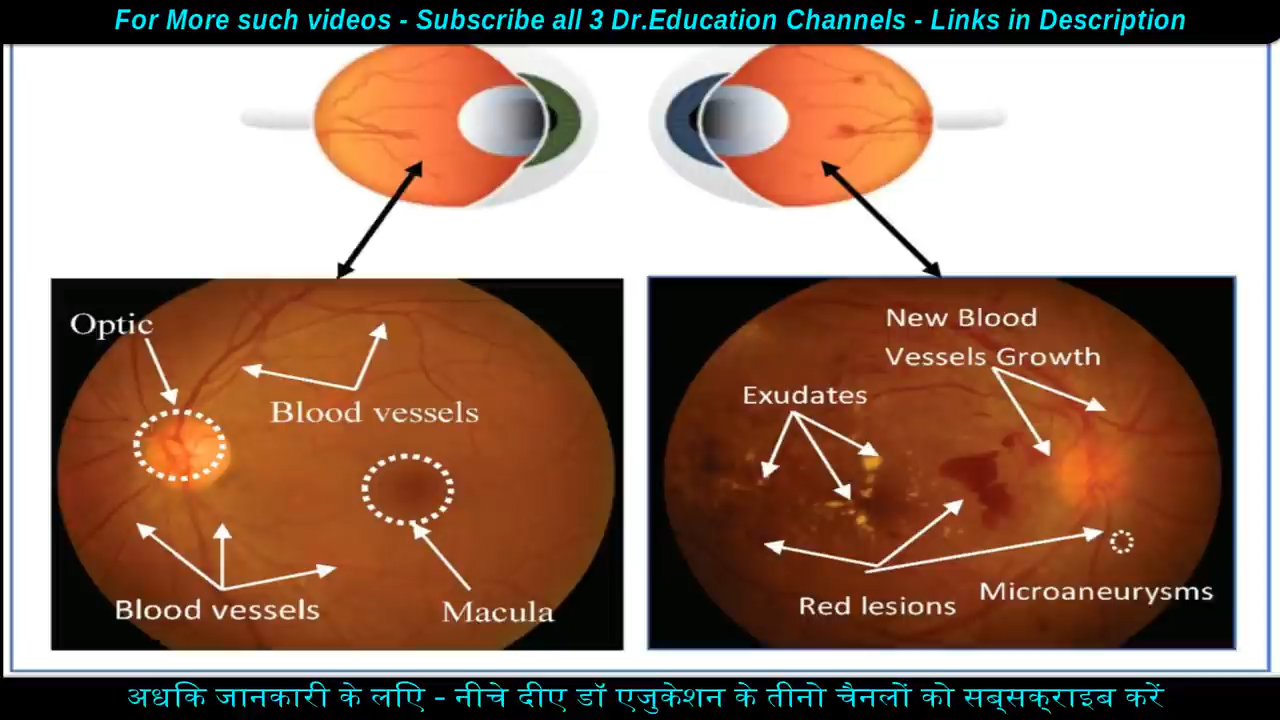 For More such videos - Subscribe all 3 Dr.Education Channels - Links in Description
Optic
Blood vessels
Blood vessels
Macula
New Blood
Vessels Growth
Exudates
Red lesions
Microaneurysms
अधकि जानकारी के लएि - नीचे दीए डॉ एजुकेशन के तीनो चैनलों को सब्सक्राइब करें